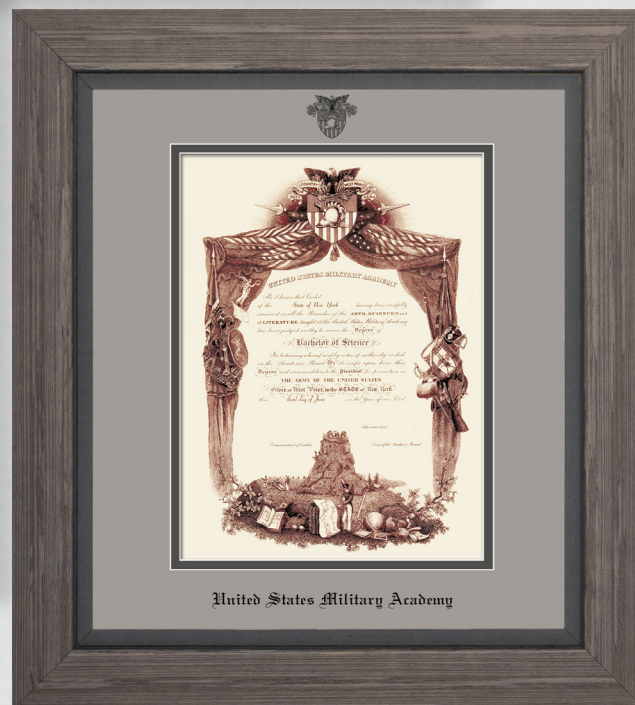 COUNTRY WEST POINT
UNITED STATES MILITARY ACADEMY
Be it known that Cadet
of the State of New York having been carefully
examined on all the Branches of the ARTS, SCIENCES and
of LITERATURE taught at the United States Military Academy
has been judged worthy to receive the Degree of
Bachelor of Science
In testimony whereof and by virtue of authority vested
in the Academic Board We do confer upon him this
Degree and recommend him to the President for promotion in
THE ARMY OF THE UNITED STATES
Given at West Point, in the STATE of New York
this third day of June in the Year of our Lord
Superintendent
Commandant of Cadets Dean of the Academic Board
United States Military Academy